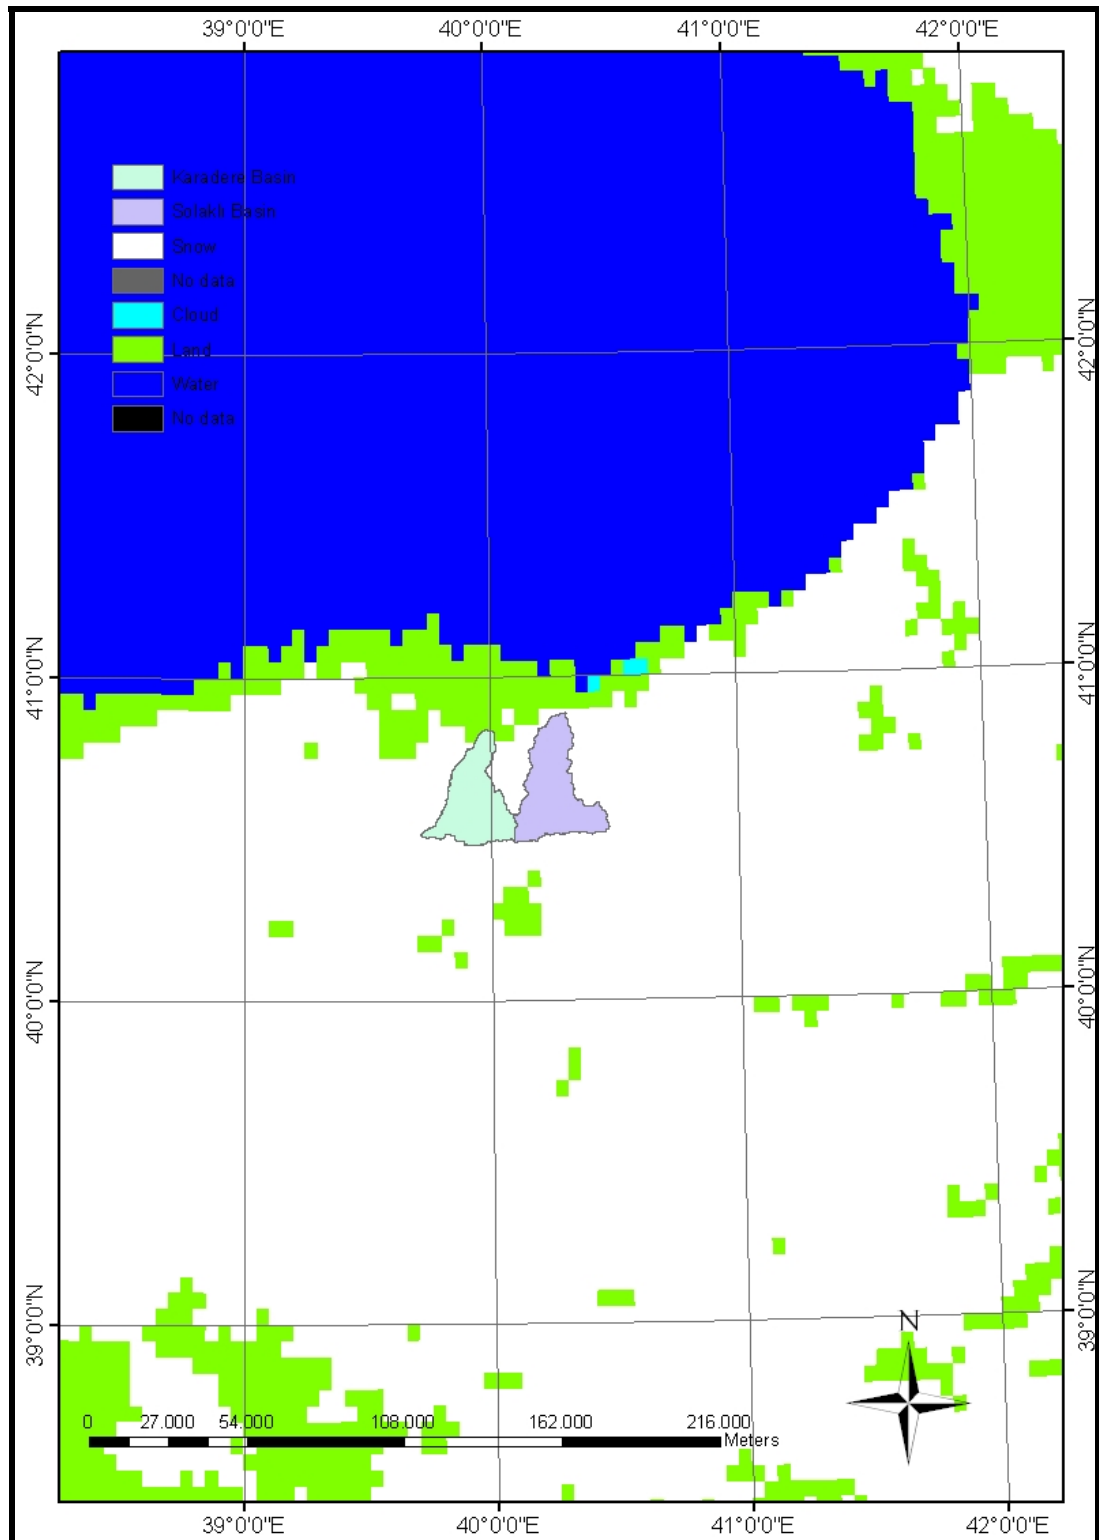 39°0'0"E 40°0'0"E 41°0'0"E 42°0'0"E
Karadere Basin
Solakli Basin
Snow
No data
Cloud
Land
Water
No data
42°0'0"N 42°0'0"N
41°0'0"N 41°0'0"N
40°0'0"N 40°0'0"N
39°0'0"N 39°0'0"N
N
0 27.000 54.000 108.000 162.000 216.000
Meters
39°0'0"E 40°0'0"E 41°0'0"E 42°0'0"E